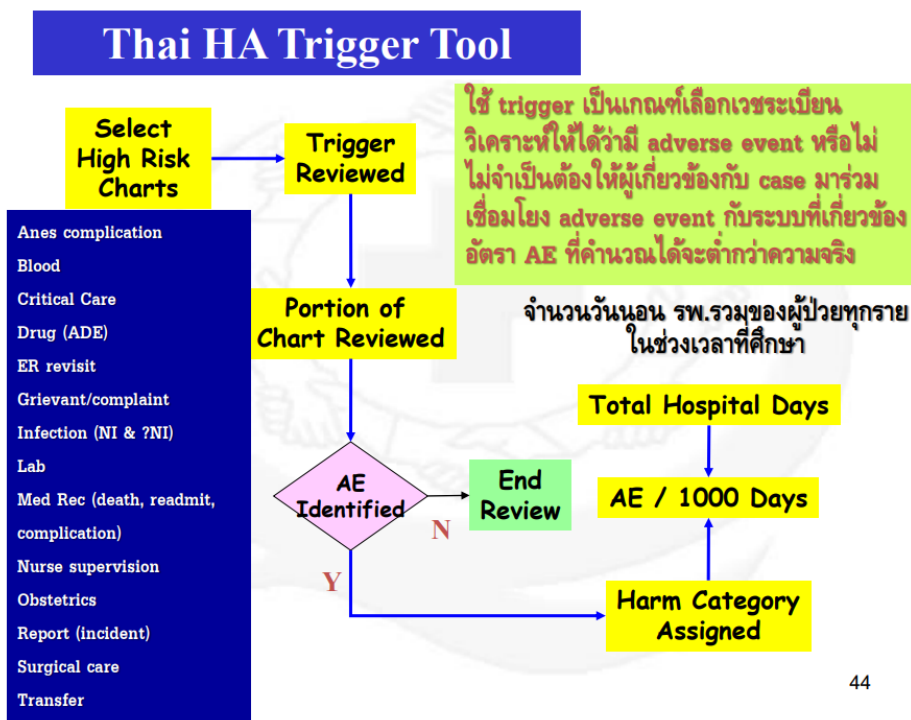 Thai HA Trigger Tool
ใช้ trigger เป็นเกณฑ์เลือกเวชระเบียน
วิเคราะห์ให้ได้ว่ามี adverse event หรือไม่
ไม่จำเป็นต้องให้ผู้เกี่ยวข้องกับ case มาร่วม
เชื่อมโยง adverse event กับระบบที่เกี่ยวข้อง
อัตรา AE ที่คำนวณได้จะต่ำกว่าความจริง
Select
High Risk
Charts
Trigger
Reviewed
Anes complication
Blood
Critical Care
Drug (ADE)
ER revisit
Grievant/complaint
Infection (NI & ?NI)
Lab
Med Rec (death, readmit,
complication)
Nurse supervision
Obstetrics
Report (incident)
Surgical care
Transfer
Portion of
Chart Reviewed
จำนวนวันนอน รพ.รวมของผู้ป่วยทุกราย
ในช่วงเวลาที่ศึกษา
Total Hospital Days
AE
Identified
End
Review
AE / 1000 Days
N
Y
Harm Category
Assigned
44